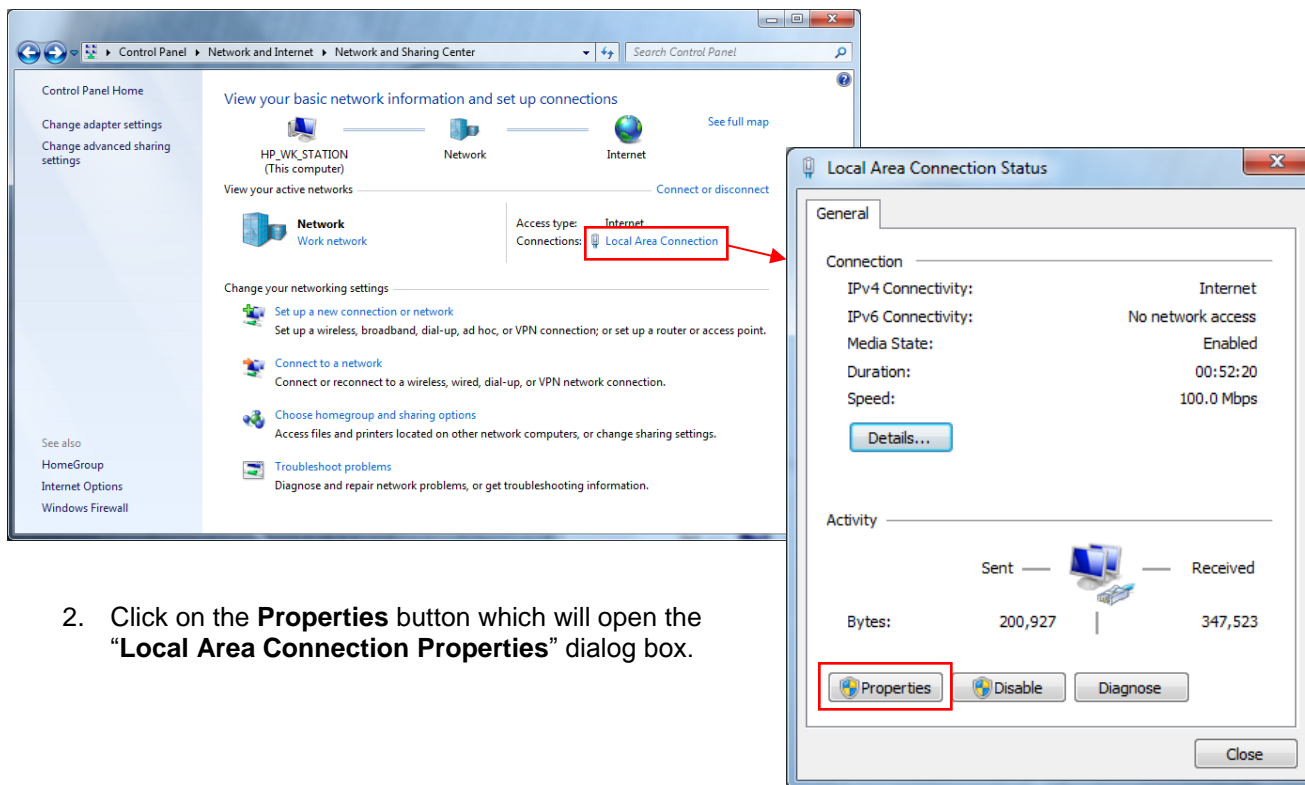 Control Panel ▸ Network and Internet ▸ Network and Sharing Center
Search Control Panel
Control Panel Home
Change adapter settings
Change advanced sharing
settings
See also
HomeGroup
Internet Options
Windows Firewall
View your basic network information and set up connections
See full map
HP_WK_STATION
(This computer)
Network
Internet
View your active networks
Connect or disconnect
Network
Work network
Access type: Internet
Connections: Local Area Connection
Change your networking settings
Set up a new connection or network
Set up a wireless, broadband, dial-up, ad hoc, or VPN connection; or set up a router or access point.
Connect to a network
Connect or reconnect to a wireless, wired, dial-up, or VPN network connection.
Choose homegroup and sharing options
Access files and printers located on other network computers, or change sharing settings.
Troubleshoot problems
Diagnose and repair network problems, or get troubleshooting information.
Local Area Connection Status
General
Connection
IPv4 Connectivity: Internet
IPv6 Connectivity: No network access
Media State: Enabled
Duration: 00:52:20
Speed: 100.0 Mbps
Details...
Activity
Sent Received
Bytes: 200,927 347,523
Properties Disable Diagnose
Close
2. Click on the Properties button which will open the
“Local Area Connection Properties” dialog box.